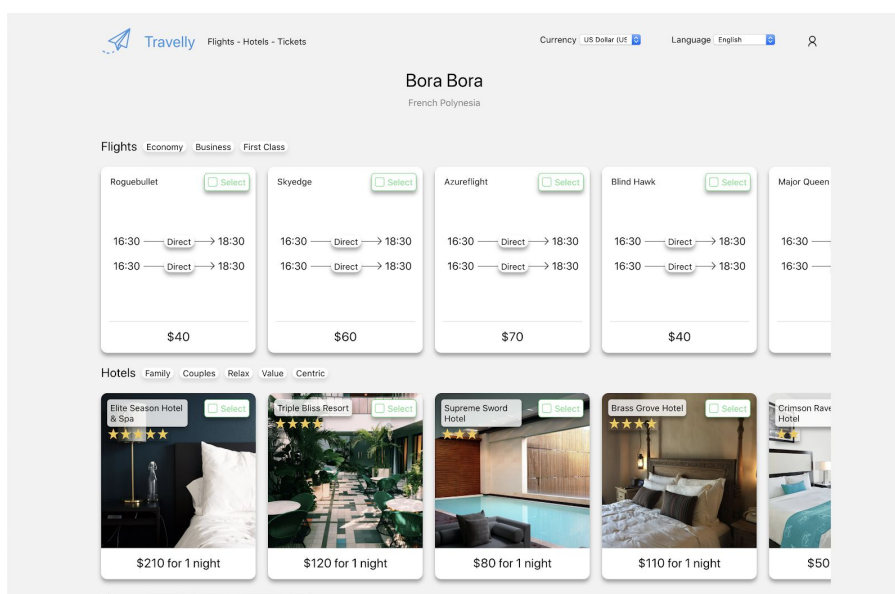 Travelly Flights - Hotels - Tickets Currency US Dollar (US Language English
Bora Bora
French Polynesia
Flights Economy Business First Class
Roguebullet Select
16:30 Direct 18:30
16:30 Direct 18:30
$40
Skyedge Select
16:30 Direct 18:30
16:30 Direct 18:30
$60
Azureflight Select
16:30 Direct 18:30
16:30 Direct 18:30
$70
Blind Hawk Select
16:30 Direct 18:30
16:30 Direct 18:30
$40
Major Queen
16:30
16:30
Hotels Family Couples Relax Value Centric
Elite Season Hotel
& Spa
Select
$210 for 1 night
Triple Bliss Resort Select
$120 for 1 night
Supreme Sword
Hotel
Select
$80 for 1 night
Brass Grove Hotel Select
$110 for 1 night
Crimson Rave
Hotel
$50